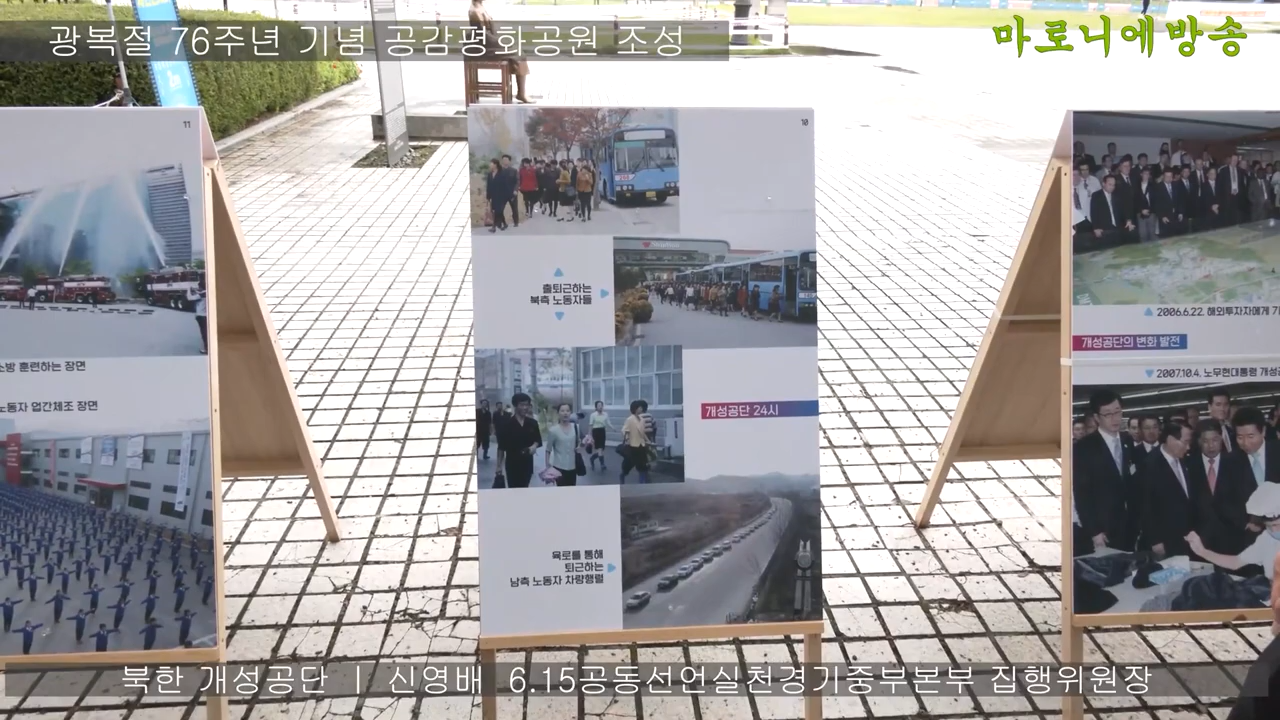 광복절 76주년 기념 공감평화공원 조성
마로니에방송
11
소방 훈련하는 장면
노동자 업간체조 장면
10
출퇴근하는
북측 노동자들
개성공단 24시
육로를 통해
퇴근하는
남측 노동자 차량행렬
2006.6.22. 해외투자자에게
개성공단의 변화 발전
2007.10.4. 노무현대통령 개성공
북한 개성공단 | 신영배 6.15공동선언실천경기중부본부 집행위원장